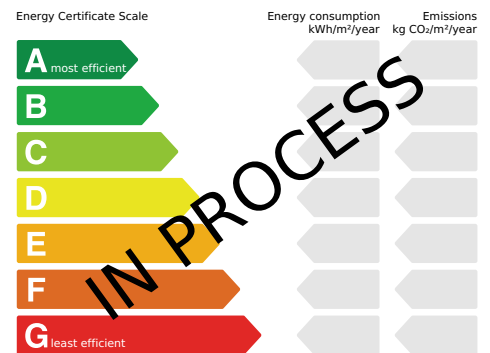 Energy Certificate Scale
Energy consumption
kWh/m²/year
Emissions
kg CO₂/m²/year
A most efficient
B
C
D
E
F
G least efficient
IN PROCESS